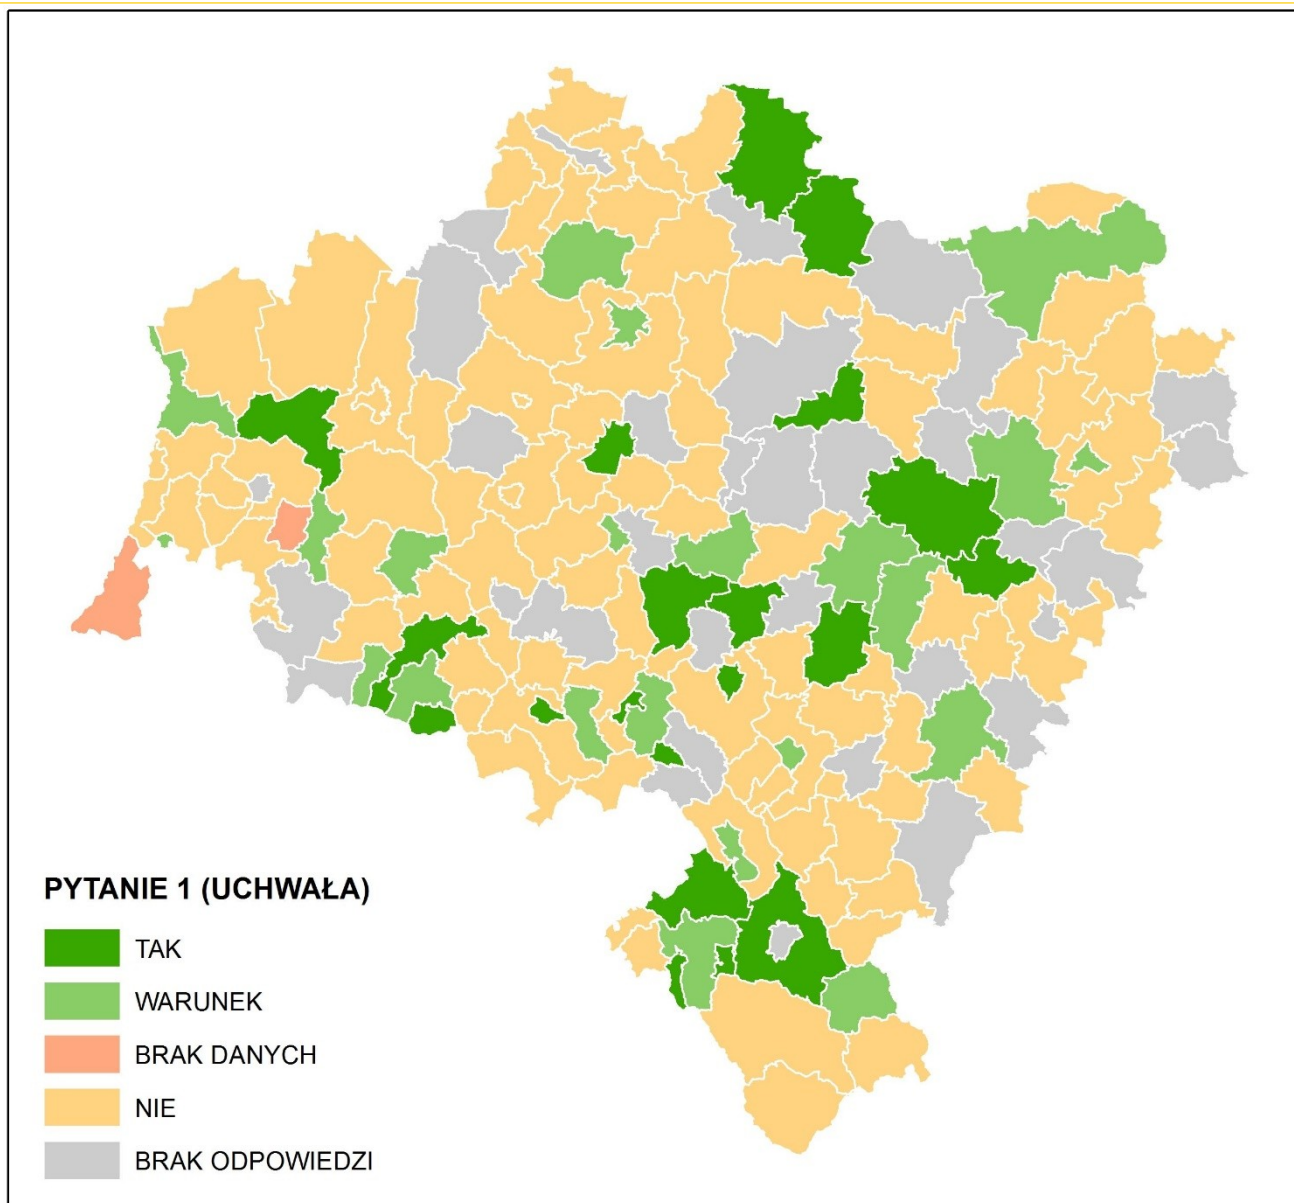 PYTANIE 1 (UCHWAŁA)
TAK
WARUNEK
BRAK DANYCH
NIE
BRAK ODPOWIEDZI